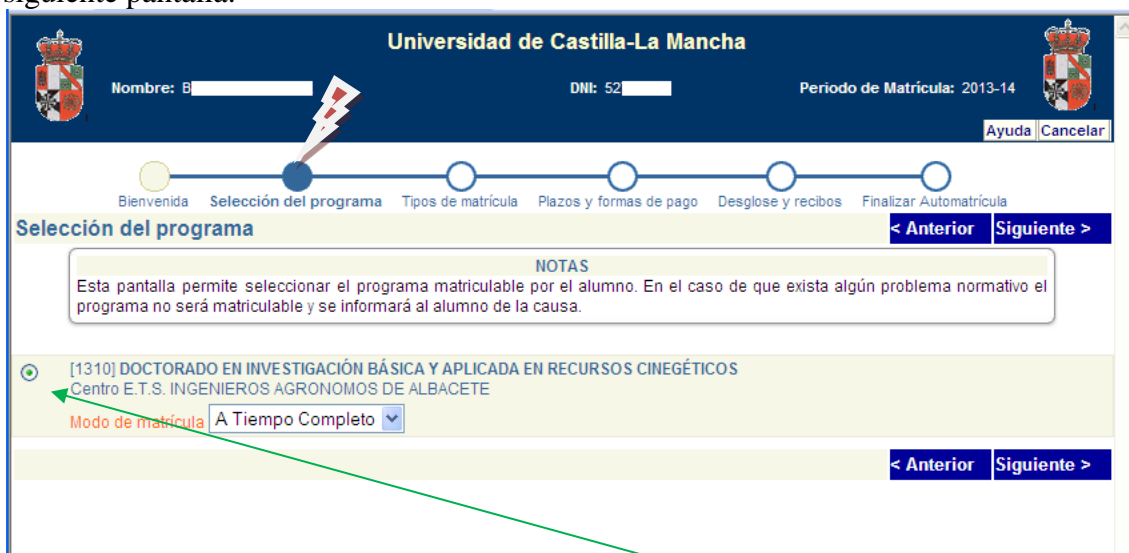 siguiente pantalla:
Universidad de Castilla-La Mancha
Nombre: B DNI: 52 Periodo de Matrícula: 2013-14
Ayuda Cancelar
Bienvenida Selección del programa Tipos de matrícula Plazos y formas de pago Desglose y recibos Finalizar Automatrícula
Selección del programa < Anterior Siguiente >
NOTAS
Esta pantalla permite seleccionar el programa matriculable por el alumno. En el caso de que exista algún problema normativo el
programa no será matriculable y se informará al alumno de la causa.
[1310] DOCTORADO EN INVESTIGACIÓN BÁSICA Y APLICADA EN RECURSOS CINEGÉTICOS
Centro E.T.S. INGENIEROS AGRONOMOS DE ALBACETE
Modo de matrícula A Tiempo Completo
< Anterior Siguiente >